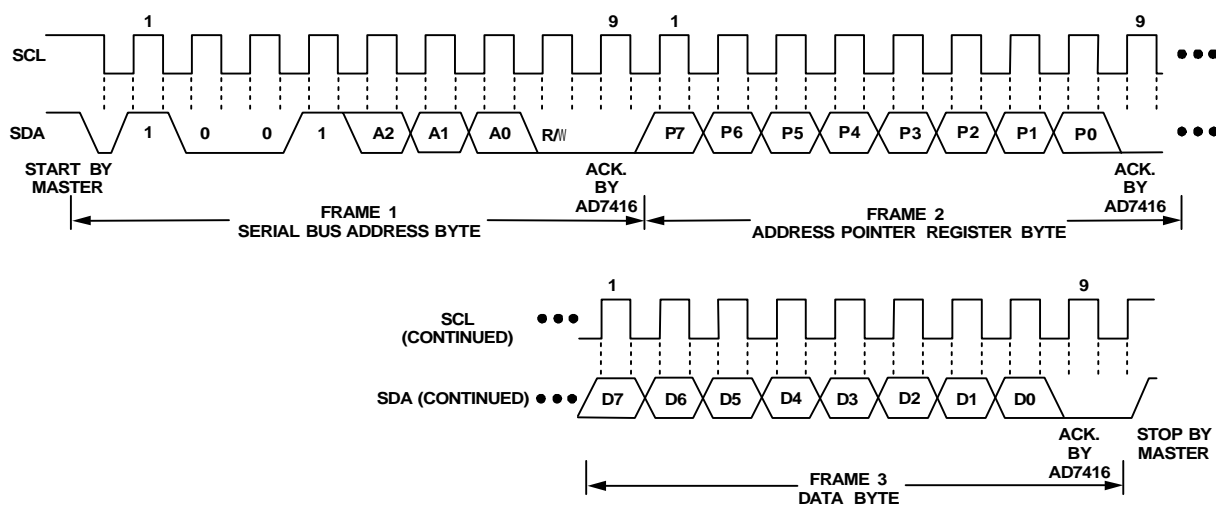 1 9 1 9
SCL
SDA 1 0 0 1 A2 A1 A0 R/W P7 P6 P5 P4 P3 P2 P1 P0
START BY
MASTER
ACK.
BY
AD7416
ACK.
BY
AD7416
FRAME 1
SERIAL BUS ADDRESS BYTE
FRAME 2
ADDRESS POINTER REGISTER BYTE
1 9
SCL
(CONTINUED)
SDA (CONTINUED) D7 D6 D5 D4 D3 D2 D1 D0
ACK.
BY
AD7416
STOP BY
MASTER
FRAME 3
DATA BYTE